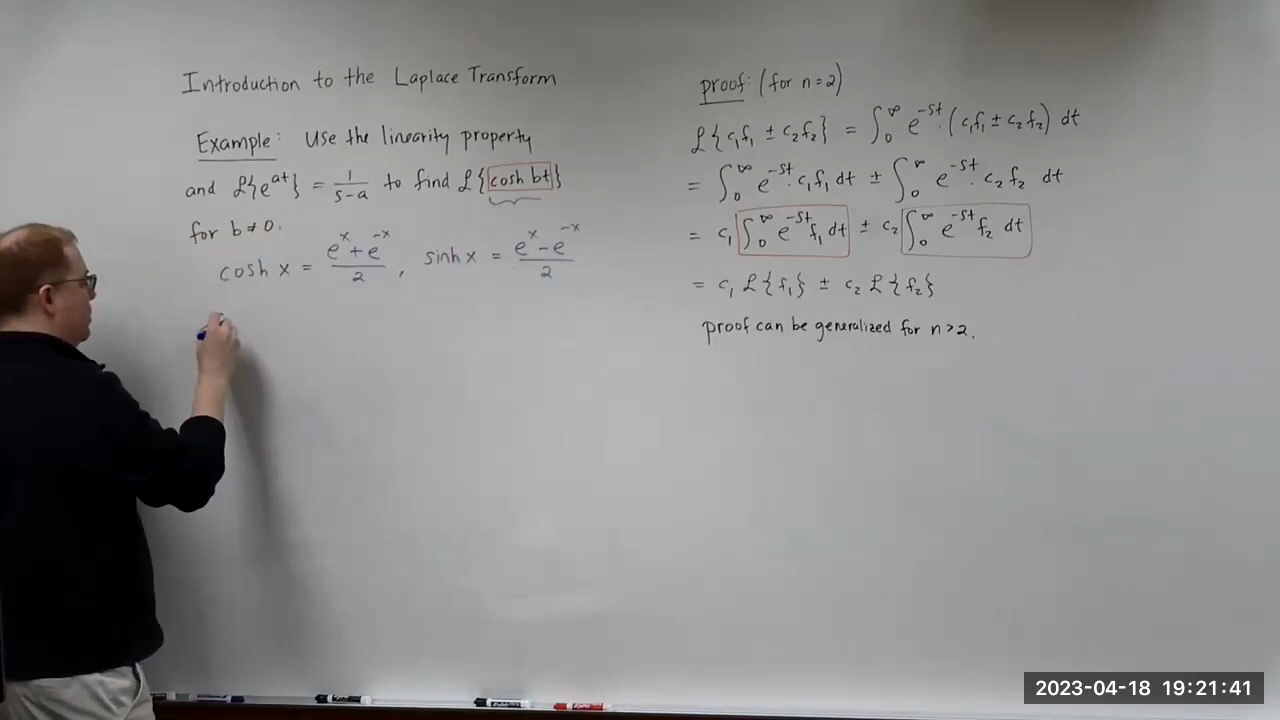 Introduction to the Laplace Transform
Example: Use the linearity property
and ℒ{e^{at}} = 1/(s-a) to find ℒ{cosh bt}
for b≠0.
cosh x = (e^x + e^{-x})/2 , sinh x = (e^x - e^{-x})/2
proof: (for n=2)
ℒ{c₁f₁ ± c₂f₂} = ∫₀^∞ e^{-st}·(c₁f₁ ± c₂f₂) dt
= ∫₀^∞ e^{-st}·c₁f₁ dt ± ∫₀^∞ e^{-st}·c₂f₂ dt
= c₁ ∫₀^∞ e^{-st} f₁ dt ± c₂ ∫₀^∞ e^{-st} f₂ dt
= c₁ ℒ{f₁} ± c₂ ℒ{f₂}
proof can be generalized for n>2.
2023-04-18 19:21:41